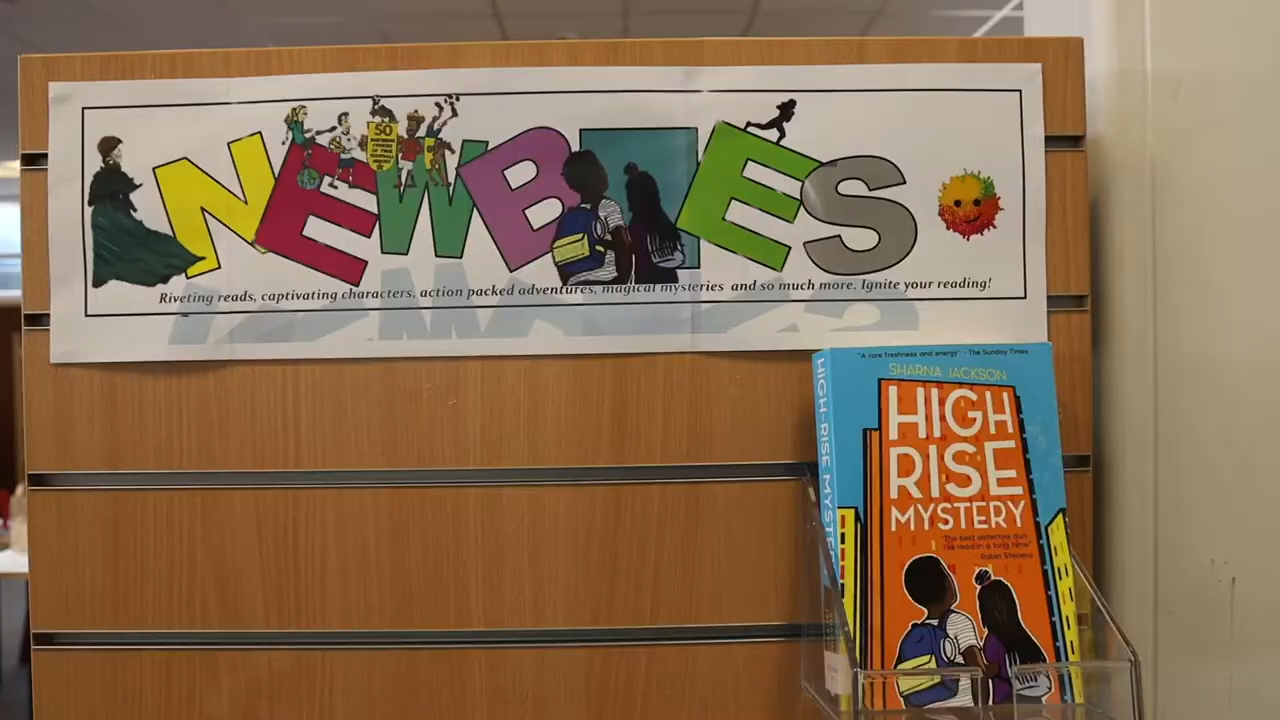 NEWBIES
50
Riveting reads, captivating characters, action packed adventures, magical mysteries and so much more. Ignite your reading!
"A rare freshness and energy" - The Sunday Times
SHARNA JACKSON
HIGH
RISE
MYSTERY
"The best detective duo
I've read in a long time"
- Robin Stevens
HIGH-RISE MYSTE